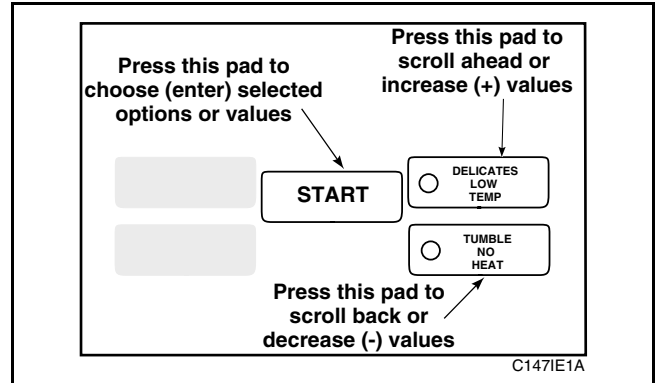 Press this pad to
choose (enter) selected
options or values
Press this pad to
scroll ahead or
increase (+) values
START
DELICATES
LOW
TEMP
TUMBLE
NO
HEAT
Press this pad to
scroll back or
decrease (-) values
C147IE1A